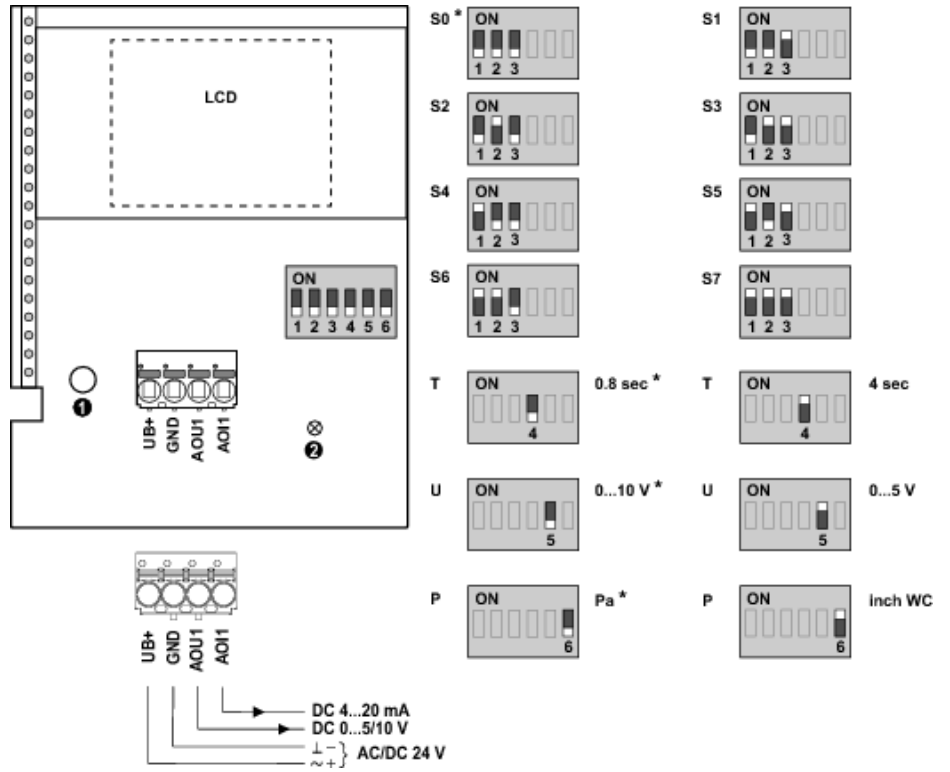 LCD
ON
1 2 3 4 5 6
❶
UB+
GND
AOU1
AOI1
❷
UB+
GND
AOU1
AOI1
DC 4...20 mA
DC 0...5/10 V
⊥ −
~ + } AC/DC 24 V
S0 *
ON
1 2 3
S1
ON
1 2 3
S2
ON
1 2 3
S3
ON
1 2 3
S4
ON
1 2 3
S5
ON
1 2 3
S6
ON
1 2 3
S7
ON
1 2 3
T
ON
4
0.8 sec *
T
ON
4
4 sec
U
ON
5
0...10 V *
U
ON
5
0...5 V
P
ON
6
Pa *
P
ON
6
inch WC